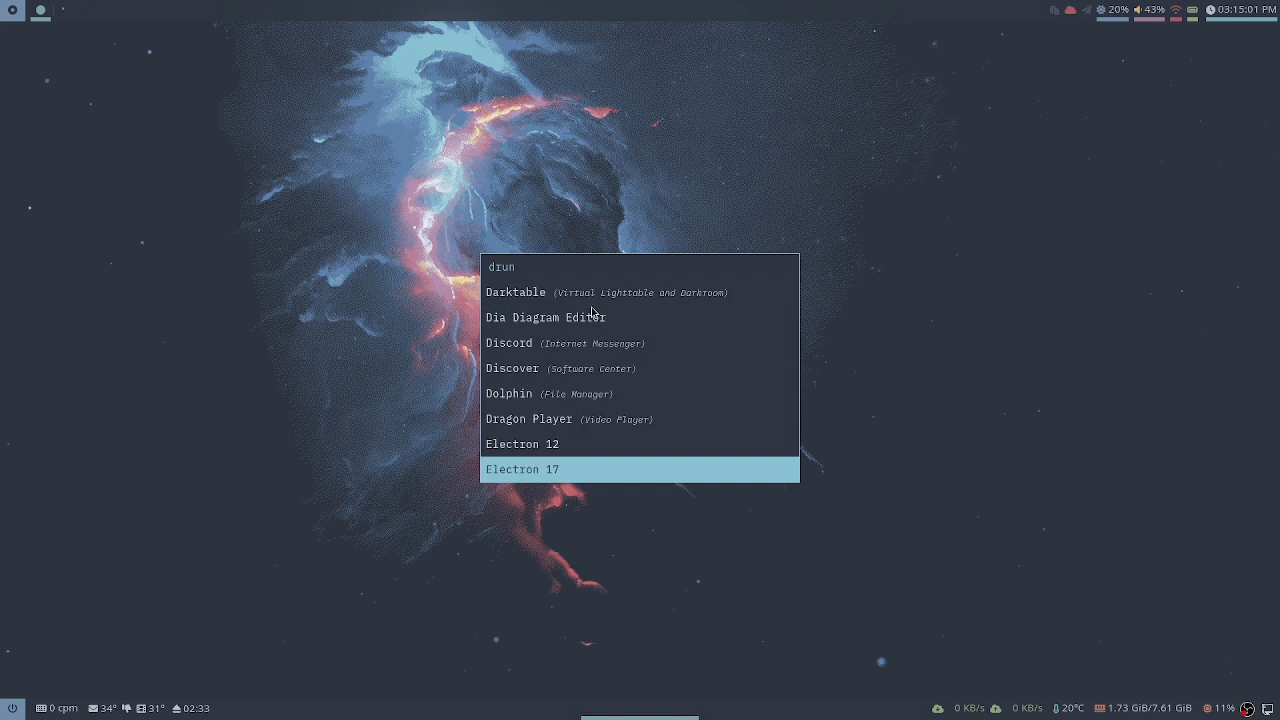 20% 43% 03:15:01 PM
drun
Darktable (Virtual Lighttable and Darkroom)
Dia Diagram Editor
Discord (Internet Messenger)
Discover (Software Center)
Dolphin (File Manager)
Dragon Player (Video Player)
Electron 12
Electron 17
0 cpm 34° 31° 02:33 0 KB/s 0 KB/s 20°C 1.73 GiB/7.61 GiB 11%